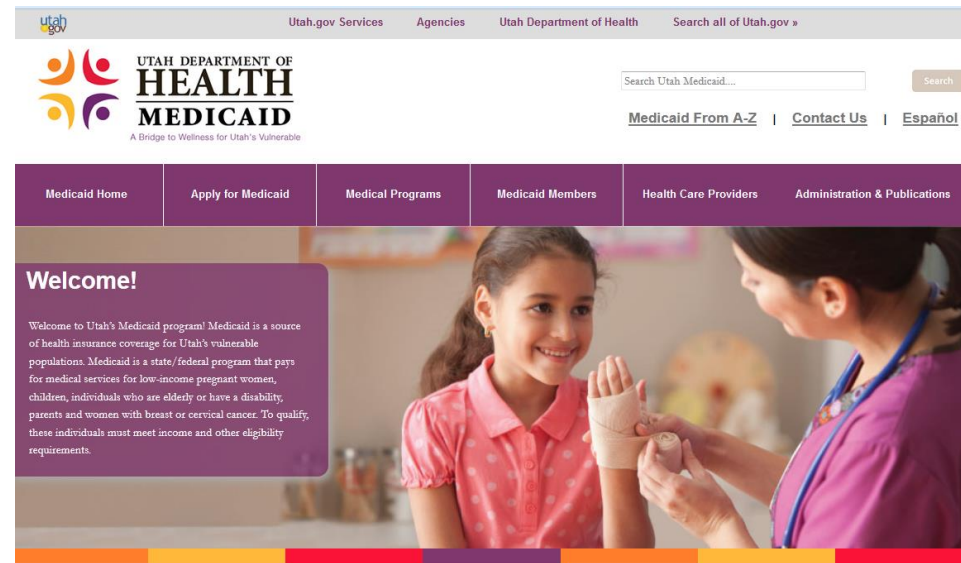 utah
gov
Utah.gov Services Agencies Utah Department of Health Search all of Utah.gov »
UTAH DEPARTMENT OF
HEALTH
MEDICAID
A Bridge to Wellness for Utah's Vulnerable
Search Utah Medicaid....
Search
Medicaid From A-Z | Contact Us | Español
Medicaid Home Apply for Medicaid Medical Programs Medicaid Members Health Care Providers Administration & Publications
Welcome!
Welcome to Utah's Medicaid program! Medicaid is a source
of health insurance coverage for Utah's vulnerable
populations. Medicaid is a state/federal program that pays
for medical services for low-income pregnant women,
children, individuals who are elderly or have a disability,
parents and women with breast or cervical cancer. To qualify,
these individuals must meet income and other eligibility
requirements.